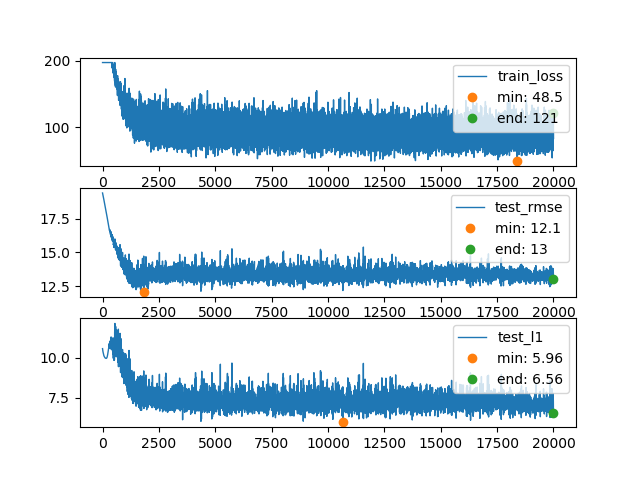 200
100
train_loss
min: 48.5
end: 121
0 2500 5000 7500 10000 12500 15000 17500 20000
17.5
15.0
12.5
test_rmse
min: 12.1
end: 13
0 2500 5000 7500 10000 12500 15000 17500 20000
10.0
7.5
test_l1
min: 5.96
end: 6.56
0 2500 5000 7500 10000 12500 15000 17500 20000